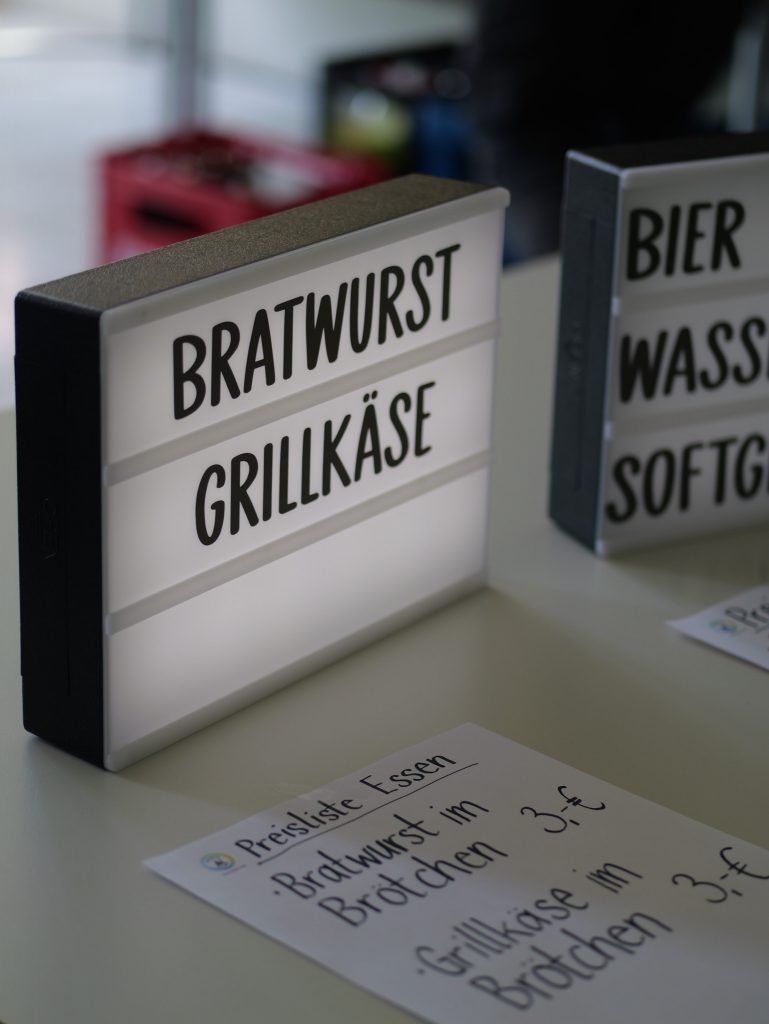 BRATWURST
GRILLKÄSE
BIER
Preisliste Essen
·Bratwurst im
Brötchen 3,-€
·Grillkäse im
Brötchen 3,-€